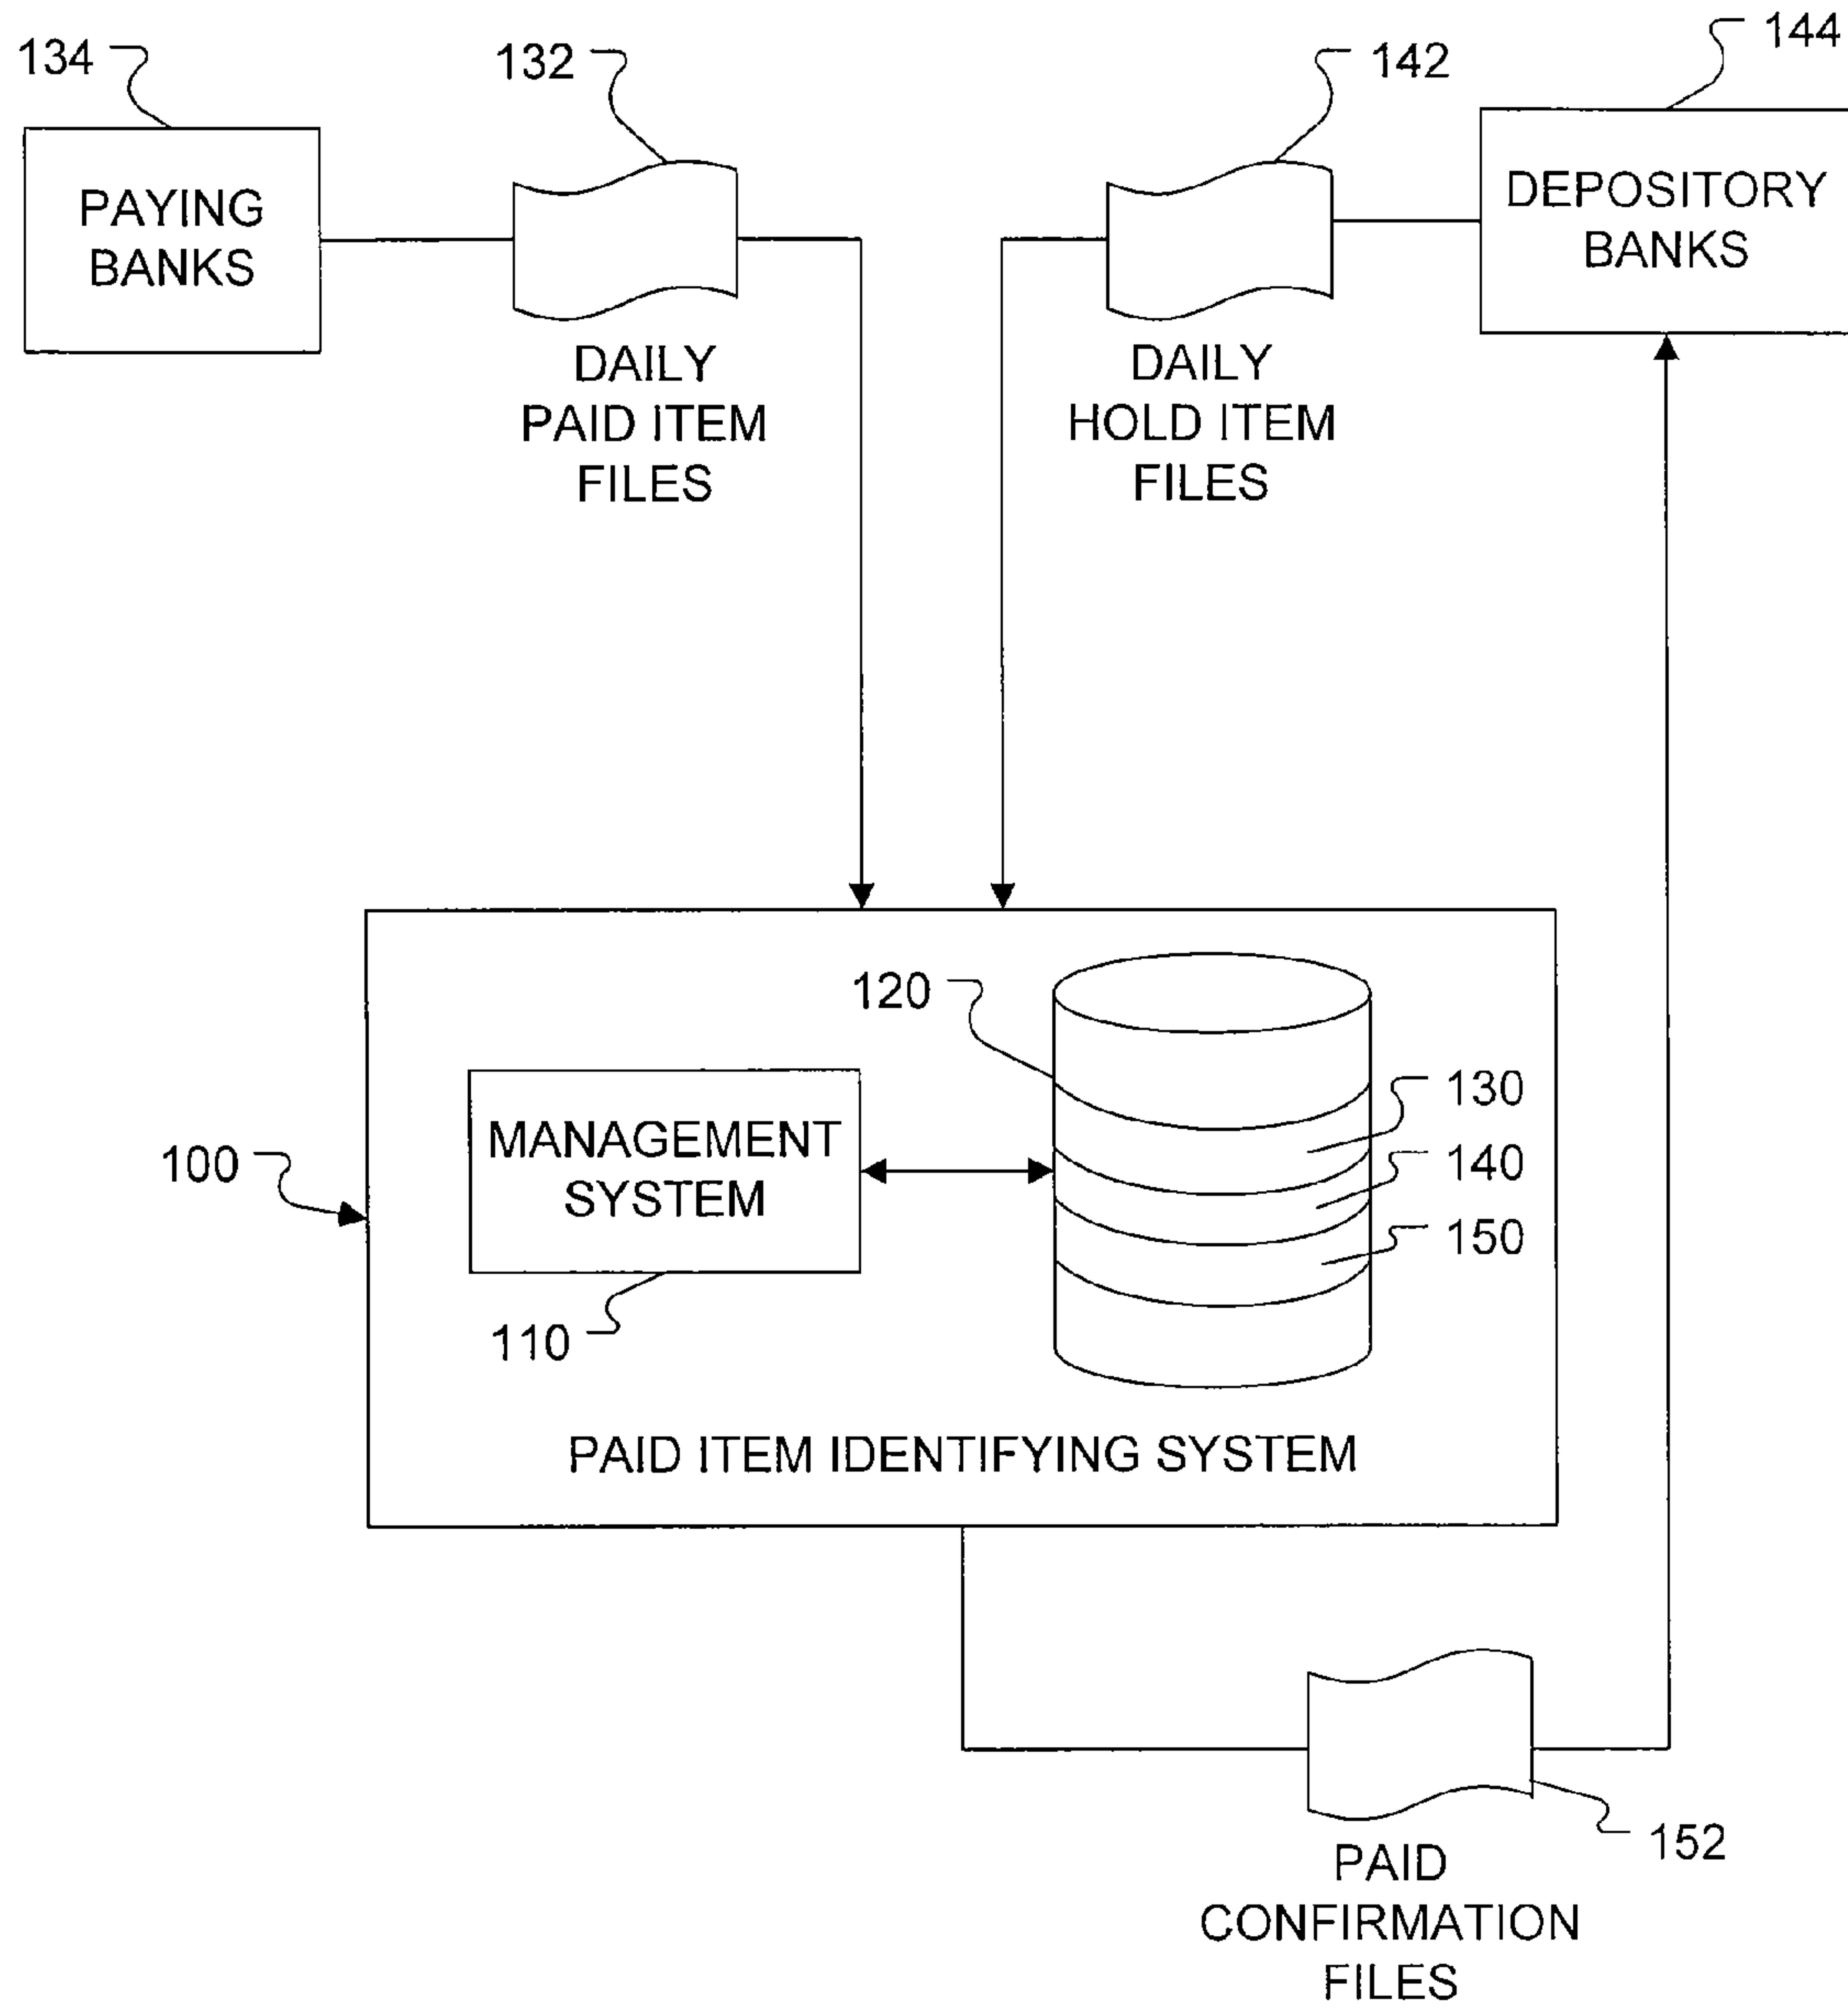 134
132
142
144
PAYING
BANKS
DEPOSITORY
BANKS
DAILY
PAID ITEM
FILES
DAILY
HOLD ITEM
FILES
120
130
MANAGEMENT
SYSTEM
100
140
150
110
PAID ITEM IDENTIFYING SYSTEM
152
PAID
CONFIRMATION
FILES